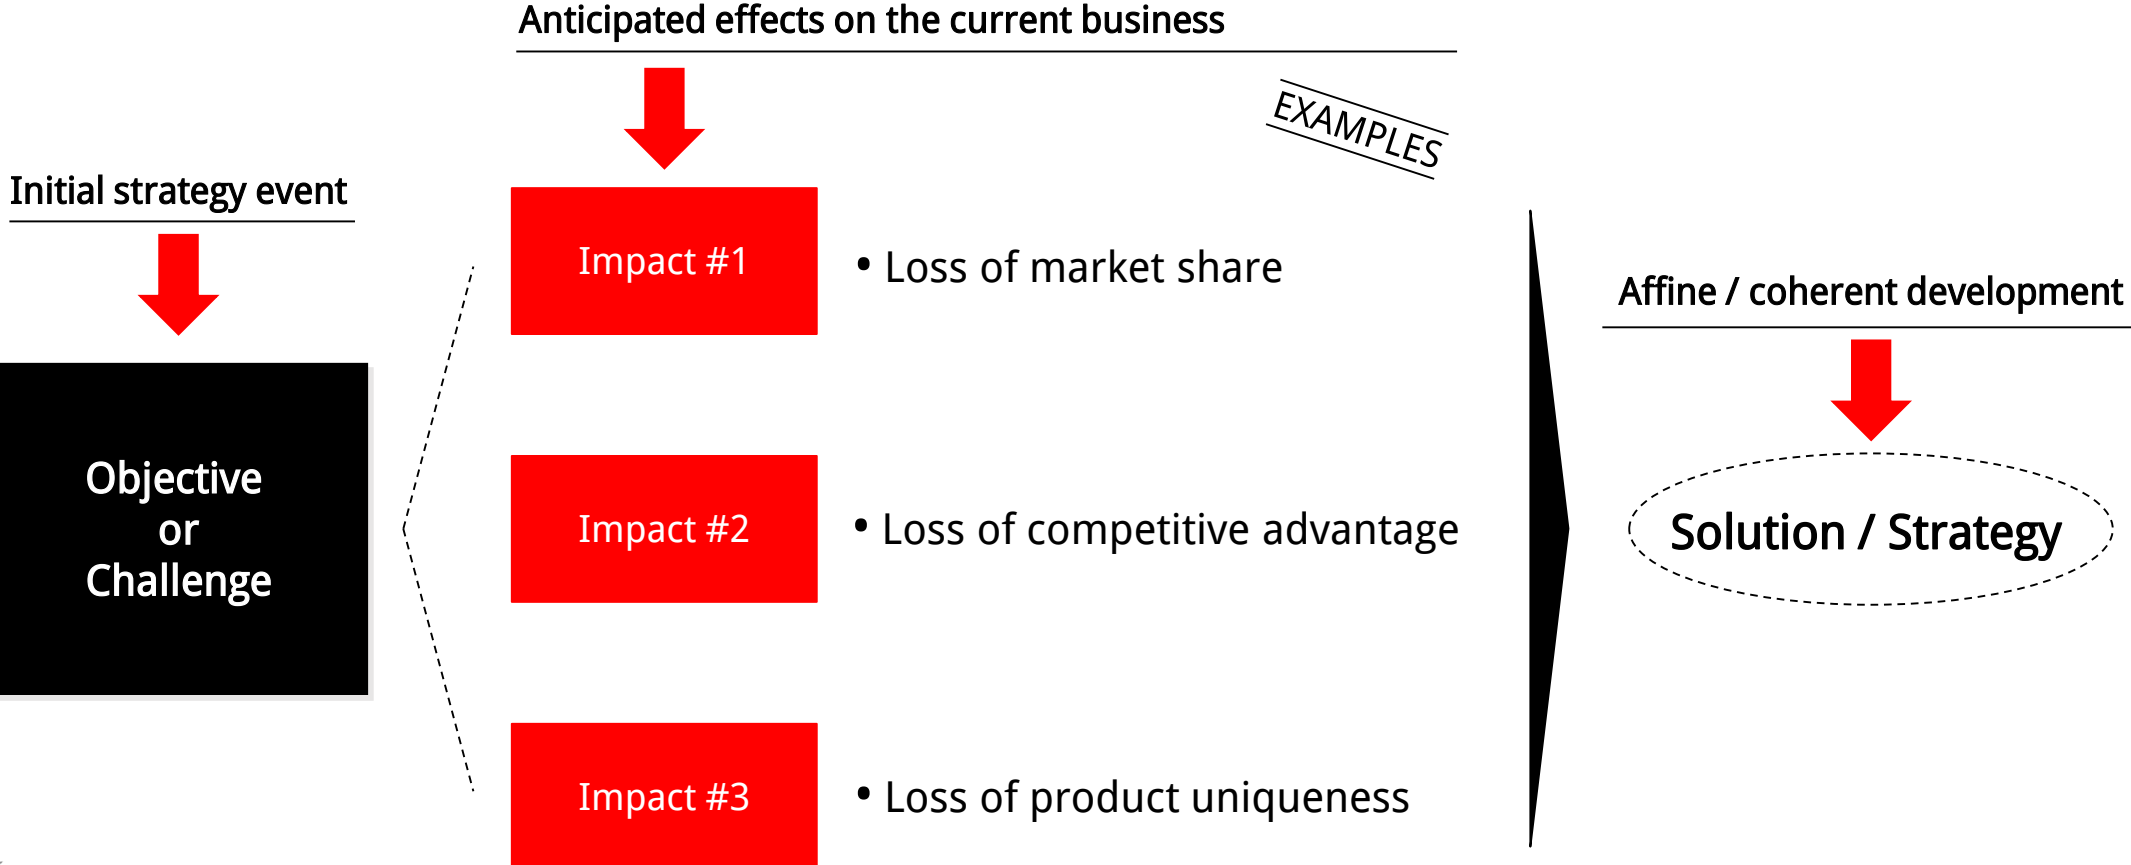 Anticipated effects on the current business
EXAMPLES
Initial strategy event
Objective
or
Challenge
Impact #1
• Loss of market share
Impact #2
• Loss of competitive advantage
Impact #3
• Loss of product uniqueness
Affine / coherent development
Solution / Strategy